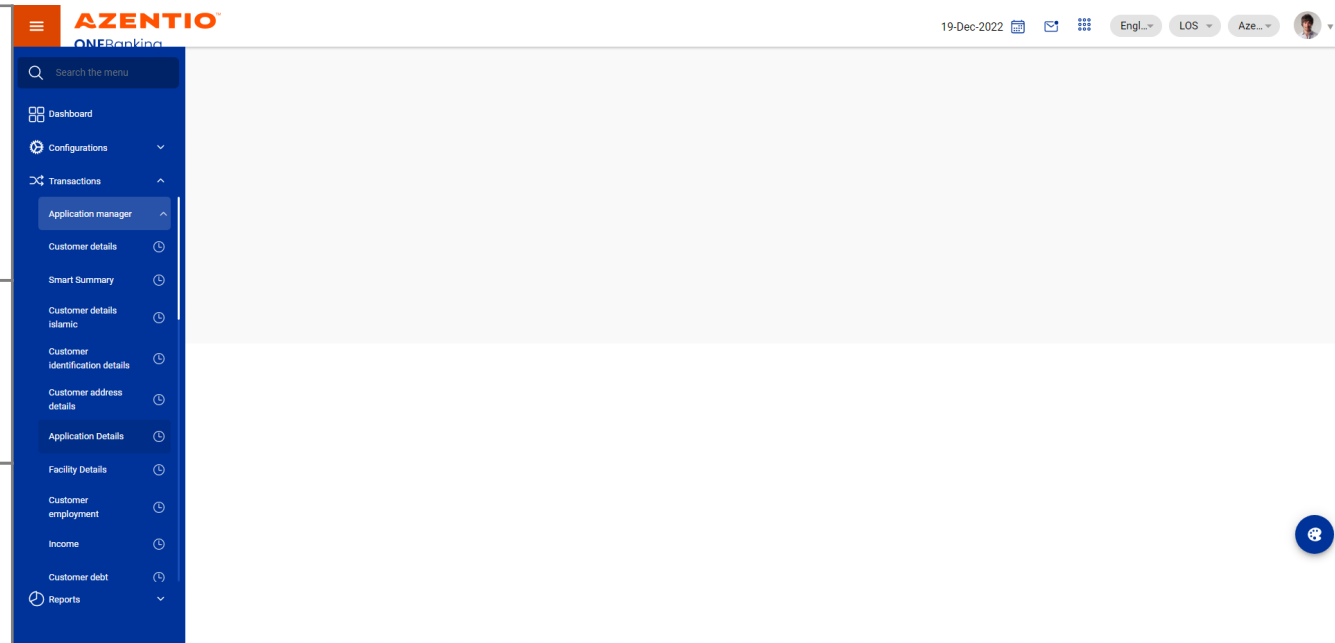 AZENTIO™
ONEBanking
19-Dec-2022
Engl...
LOS
Aze...
Search the menu
Dashboard
Configurations
Transactions
Application manager
Customer details
Smart Summary
Customer details
islamic
Customer
identification details
Customer address
details
Application Details
Facility Details
Customer
employment
Income
Customer debt
Reports